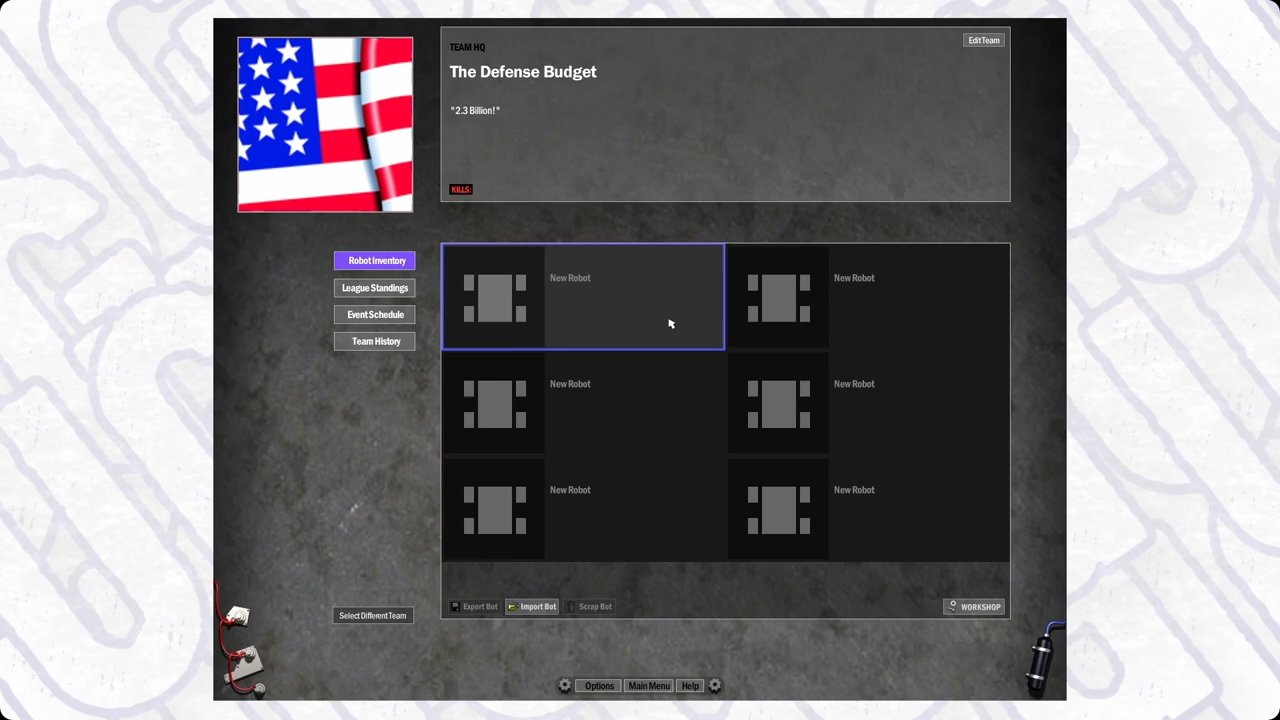 TEAM HQ
Edit Team
The Defense Budget
"2.3 Billion!"
KILLS:
Robot Inventory
League Standings
Event Schedule
Team History
New Robot
New Robot
New Robot
New Robot
New Robot
New Robot
Export Bot
Import Bot
Scrap Bot
WORKSHOP
Select Different Team
Options
Main Menu
Help